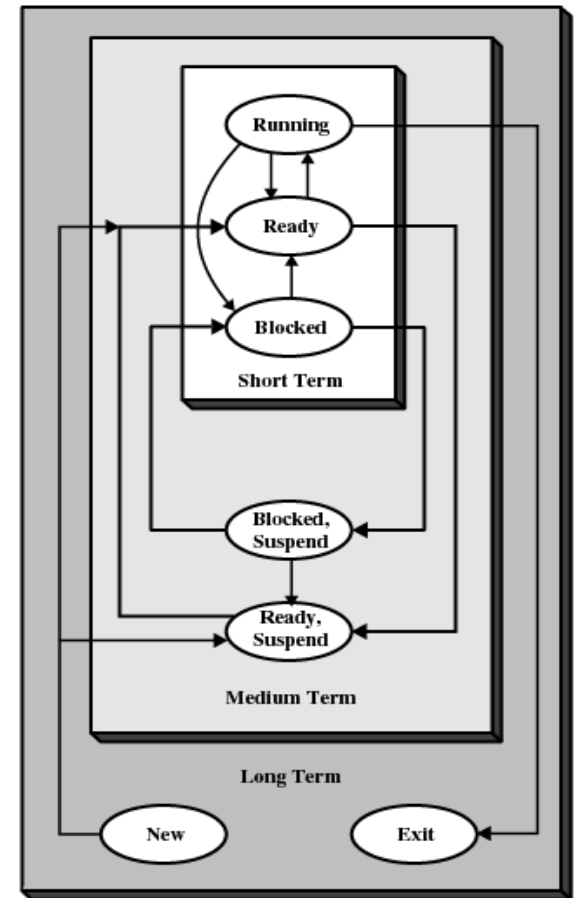 Running
Ready
Blocked
Short Term
Blocked,
Suspend
Ready,
Suspend
Medium Term
Long Term
New
Exit